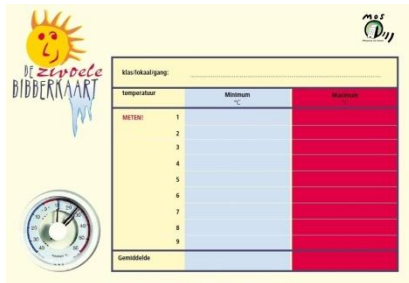 MOS
DE zwoele
BIBBERKAART
klas/lokaal/gang:
temperatuur Minimum Maximum
°C °C
METEN! 1
2
3
4
5
6
7
8
9
Gemiddelde